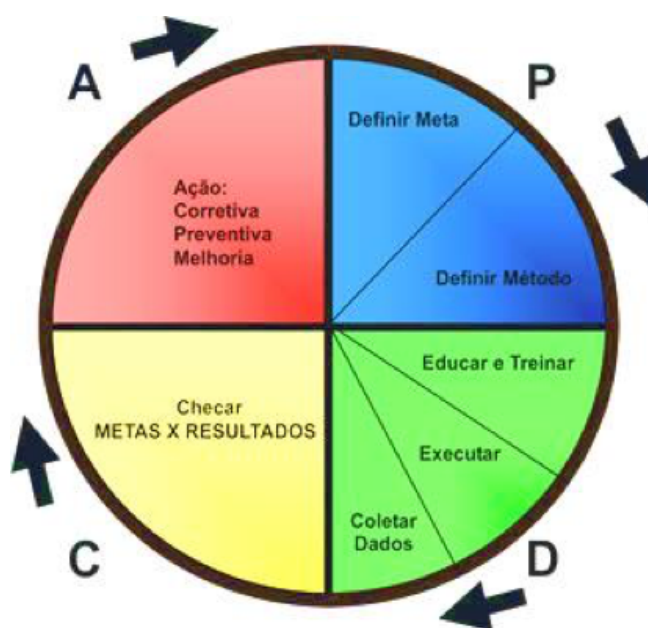 A
P
Definir Meta
Ação:
Corretiva
Preventiva
Melhoria
Definir Método
Educar e Treinar
Checar
METAS X RESULTADOS
Executar
Coletar
Dados
C
D